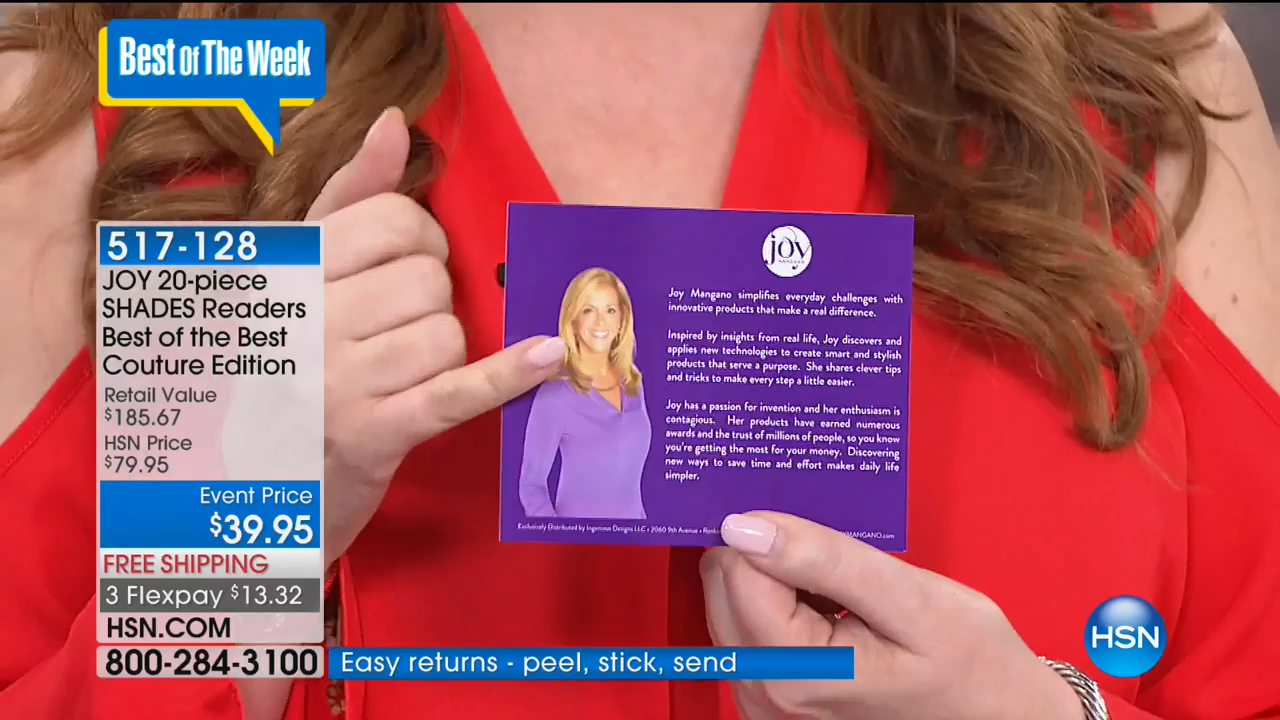 Best of The Week
517-128
JOY 20-piece
SHADES Readers
Best of the Best
Couture Edition
Retail Value
$185.67
HSN Price
$79.95
Event Price
$39.95
FREE SHIPPING
3 Flexpay $13.32
HSN.COM
800-284-3100
Easy returns - peel, stick, send
joy
MANGANO
Joy Mangano simplifies everyday challenges with
innovative products that make a real difference.
Inspired by insights from real life, Joy discovers and
applies new technologies to create smart and stylish
products that serve a purpose. She shares clever tips
and tricks to make every step a little easier.
Joy has a passion for invention and her enthusiasm is
contagious. Her products have earned numerous
awards and the trust of millions of people, so you know
you're getting the most for your money. Discovering
new ways to save time and effort makes daily life
simpler.
Exclusively Distributed by Ingenious Designs LLC • 2060 9th Avenue •
MANGANO.com
HSN